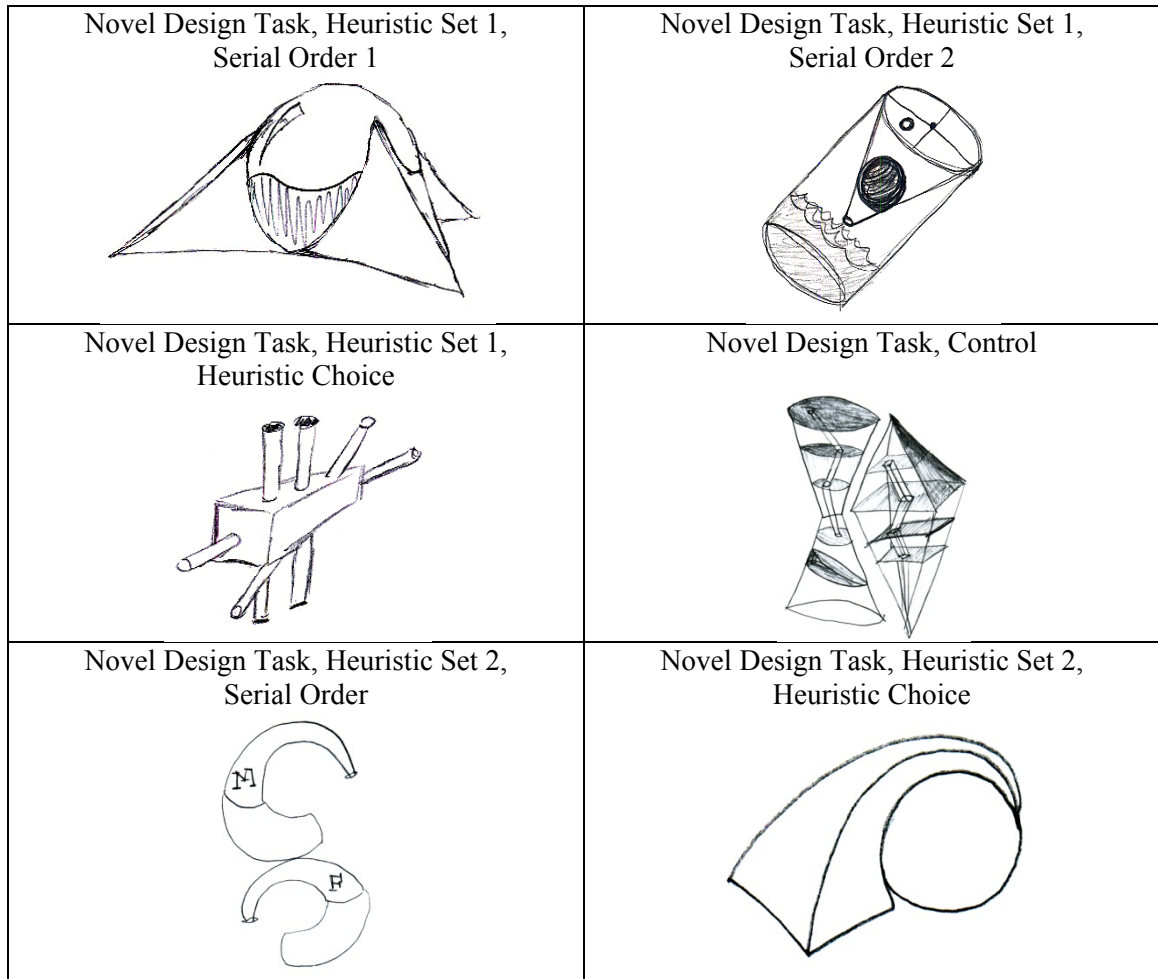 Novel Design Task, Heuristic Set 1,
Serial Order 1
Novel Design Task, Heuristic Set 1,
Serial Order 2
Novel Design Task, Heuristic Set 1,
Heuristic Choice
Novel Design Task, Control
Novel Design Task, Heuristic Set 2,
Serial Order
M
F
Novel Design Task, Heuristic Set 2,
Heuristic Choice